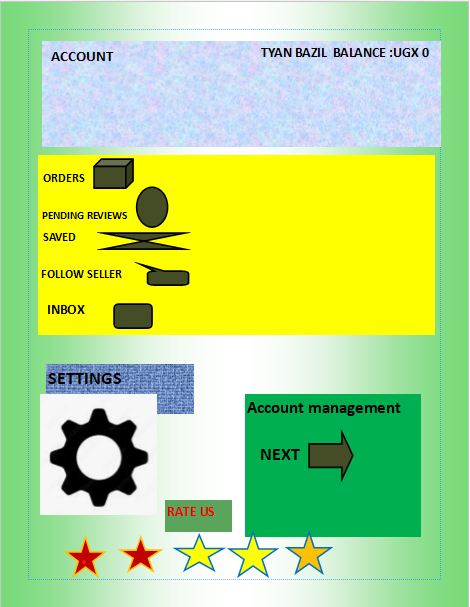 ACCOUNT
TYAN BAZIL BALANCE :UGX 0
ORDERS
PENDING REVIEWS
SAVED
FOLLOW SELLER
INBOX
SETTINGS
Account management
NEXT
RATE US